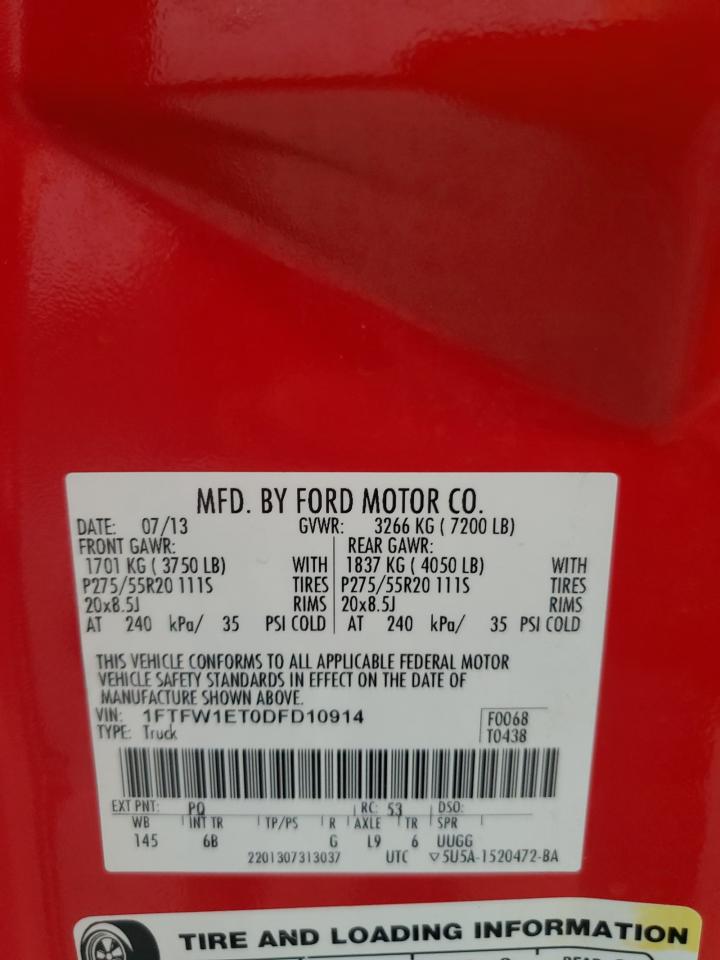 MFD. BY FORD MOTOR CO.
DATE: 07/13 GVWR: 3266 KG ( 7200 LB)
FRONT GAWR: REAR GAWR:
1701 KG ( 3750 LB) WITH 1837 KG ( 4050 LB) WITH
P275/55R20 111S TIRES P275/55R20 111S TIRES
20x8.5J RIMS 20x8.5J RIMS
AT 240 kPa/ 35 PSI COLD AT 240 kPa/ 35 PSI COLD
THIS VEHICLE CONFORMS TO ALL APPLICABLE FEDERAL MOTOR
VEHICLE SAFETY STANDARDS IN EFFECT ON THE DATE OF
MANUFACTURE SHOWN ABOVE.
VIN: 1FTFW1ET0DFD10914 F0068
TYPE: Truck T0438
EXT PNT: PQ RC: 53 DSO:
WB INT TR TP/PS R AXLE TR SPR
145 6B G L9 6 UUGG
2201307313037 UTC ▽5U5A-1520472-BA
TIRE AND LOADING INFORMATION